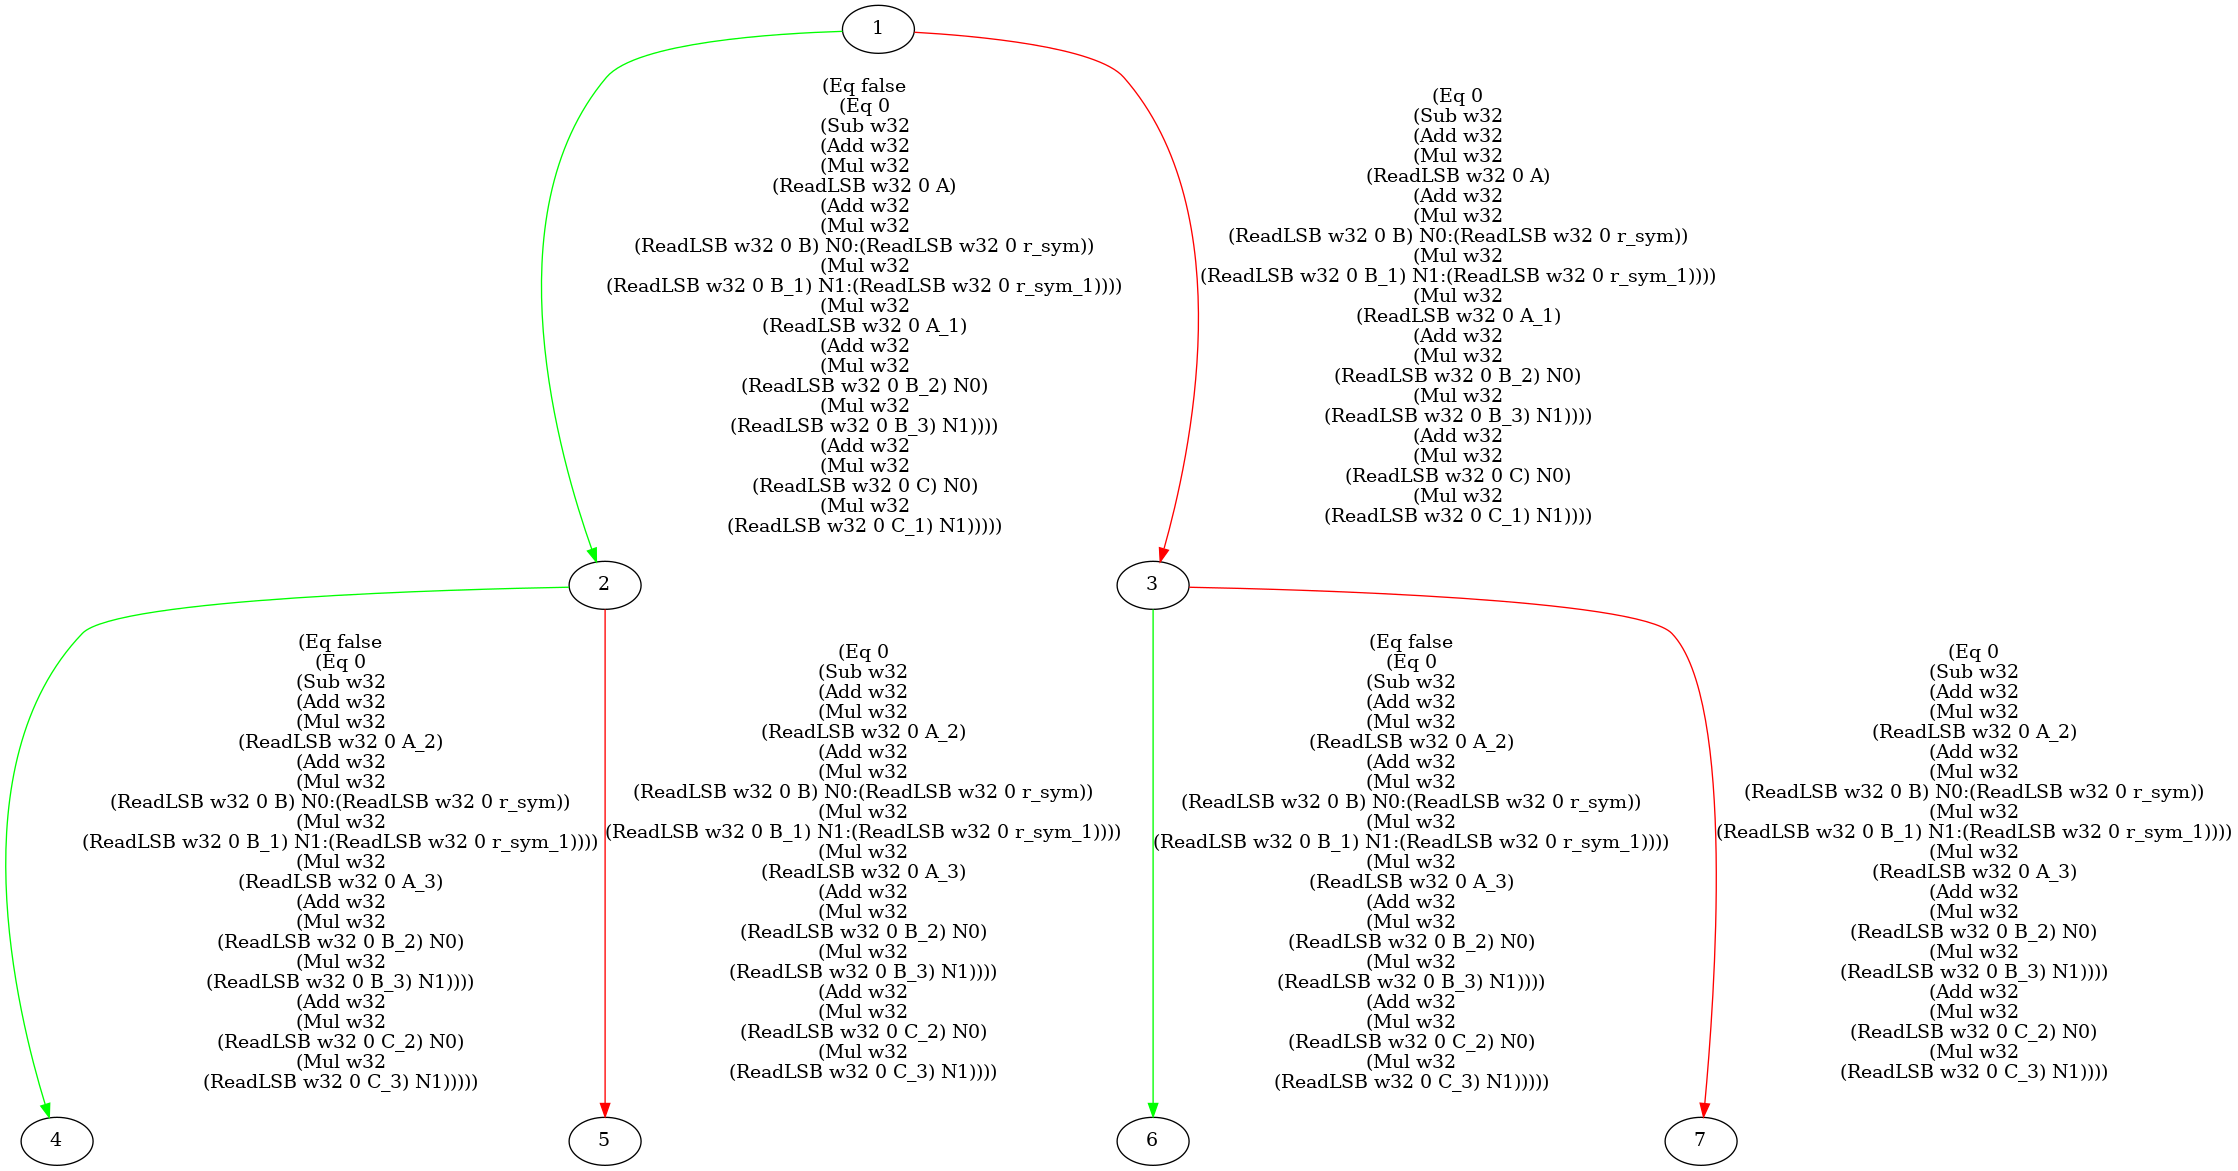 1
(Eq false
(Eq 0
(Sub w32
(Add w32
(Mul w32
(ReadLSB w32 0 A)
(Add w32
(Mul w32
(ReadLSB w32 0 B) N0:(ReadLSB w32 0 r_sym))
(Mul w32
(ReadLSB w32 0 B_1) N1:(ReadLSB w32 0 r_sym_1))))
(Mul w32
(ReadLSB w32 0 A_1)
(Add w32
(Mul w32
(ReadLSB w32 0 B_2) N0)
(Mul w32
(ReadLSB w32 0 B_3) N1))))
(Add w32
(Mul w32
(ReadLSB w32 0 C) N0)
(Mul w32
(ReadLSB w32 0 C_1) N1)))))
(Eq 0
(Sub w32
(Add w32
(Mul w32
(ReadLSB w32 0 A)
(Add w32
(Mul w32
(ReadLSB w32 0 B) N0:(ReadLSB w32 0 r_sym))
(Mul w32
(ReadLSB w32 0 B_1) N1:(ReadLSB w32 0 r_sym_1))))
(Mul w32
(ReadLSB w32 0 A_1)
(Add w32
(Mul w32
(ReadLSB w32 0 B_2) N0)
(Mul w32
(ReadLSB w32 0 B_3) N1))))
(Add w32
(Mul w32
(ReadLSB w32 0 C) N0)
(Mul w32
(ReadLSB w32 0 C_1) N1))))
2
3
(Eq false
(Eq 0
(Sub w32
(Add w32
(Mul w32
(ReadLSB w32 0 A_2)
(Add w32
(Mul w32
(ReadLSB w32 0 B) N0:(ReadLSB w32 0 r_sym))
(Mul w32
(ReadLSB w32 0 B_1) N1:(ReadLSB w32 0 r_sym_1))))
(Mul w32
(ReadLSB w32 0 A_3)
(Add w32
(Mul w32
(ReadLSB w32 0 B_2) N0)
(Mul w32
(ReadLSB w32 0 B_3) N1))))
(Add w32
(Mul w32
(ReadLSB w32 0 C_2) N0)
(Mul w32
(ReadLSB w32 0 C_3) N1)))))
(Eq 0
(Sub w32
(Add w32
(Mul w32
(ReadLSB w32 0 A_2)
(Add w32
(Mul w32
(ReadLSB w32 0 B) N0:(ReadLSB w32 0 r_sym))
(Mul w32
(ReadLSB w32 0 B_1) N1:(ReadLSB w32 0 r_sym_1))))
(Mul w32
(ReadLSB w32 0 A_3)
(Add w32
(Mul w32
(ReadLSB w32 0 B_2) N0)
(Mul w32
(ReadLSB w32 0 B_3) N1))))
(Add w32
(Mul w32
(ReadLSB w32 0 C_2) N0)
(Mul w32
(ReadLSB w32 0 C_3) N1))))
(Eq false
(Eq 0
(Sub w32
(Add w32
(Mul w32
(ReadLSB w32 0 A_2)
(Add w32
(Mul w32
(ReadLSB w32 0 B) N0:(ReadLSB w32 0 r_sym))
(Mul w32
(ReadLSB w32 0 B_1) N1:(ReadLSB w32 0 r_sym_1))))
(Mul w32
(ReadLSB w32 0 A_3)
(Add w32
(Mul w32
(ReadLSB w32 0 B_2) N0)
(Mul w32
(ReadLSB w32 0 B_3) N1))))
(Add w32
(Mul w32
(ReadLSB w32 0 C_2) N0)
(Mul w32
(ReadLSB w32 0 C_3) N1)))))
(Eq 0
(Sub w32
(Add w32
(Mul w32
(ReadLSB w32 0 A_2)
(Add w32
(Mul w32
(ReadLSB w32 0 B) N0:(ReadLSB w32 0 r_sym))
(Mul w32
(ReadLSB w32 0 B_1) N1:(ReadLSB w32 0 r_sym_1))))
(Mul w32
(ReadLSB w32 0 A_3)
(Add w32
(Mul w32
(ReadLSB w32 0 B_2) N0)
(Mul w32
(ReadLSB w32 0 B_3) N1))))
(Add w32
(Mul w32
(ReadLSB w32 0 C_2) N0)
(Mul w32
(ReadLSB w32 0 C_3) N1))))
4
5
6
7